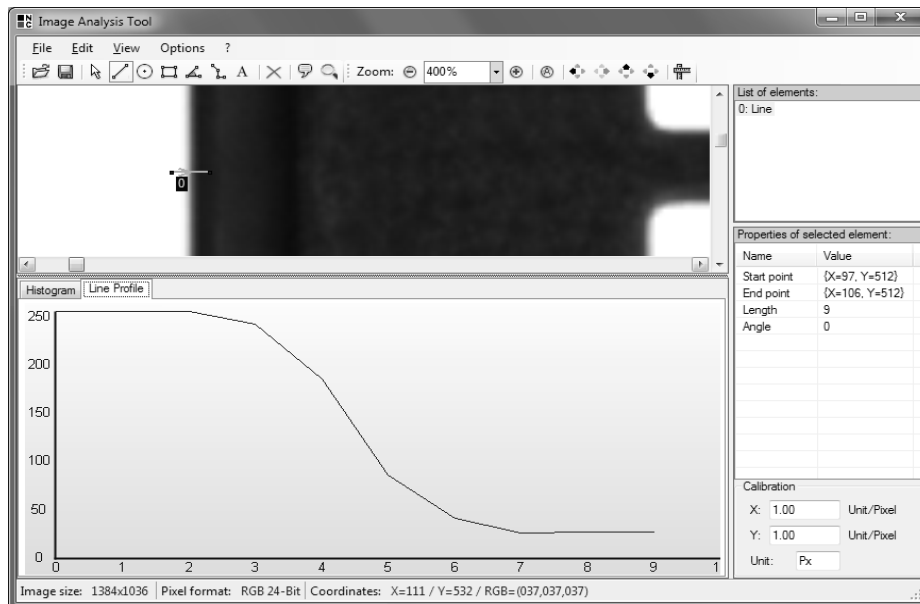 Image Analysis Tool
File Edit View Options ?
A Zoom: 400%
List of elements:
0: Line
0
Properties of selected element:
Name Value
Start point {X=97, Y=512}
End point {X=106, Y=512}
Length 9
Angle 0
Histogram Line Profile
250
200
150
100
50
0
0 1 2 3 4 5 6 7 8 9 1
Calibration
X: 1.00 Unit/Pixel
Y: 1.00 Unit/Pixel
Unit: Px
Image size: 1384x1036 Pixel format: RGB 24-Bit Coordinates: X=111 / Y=532 / RGB=(037,037,037)